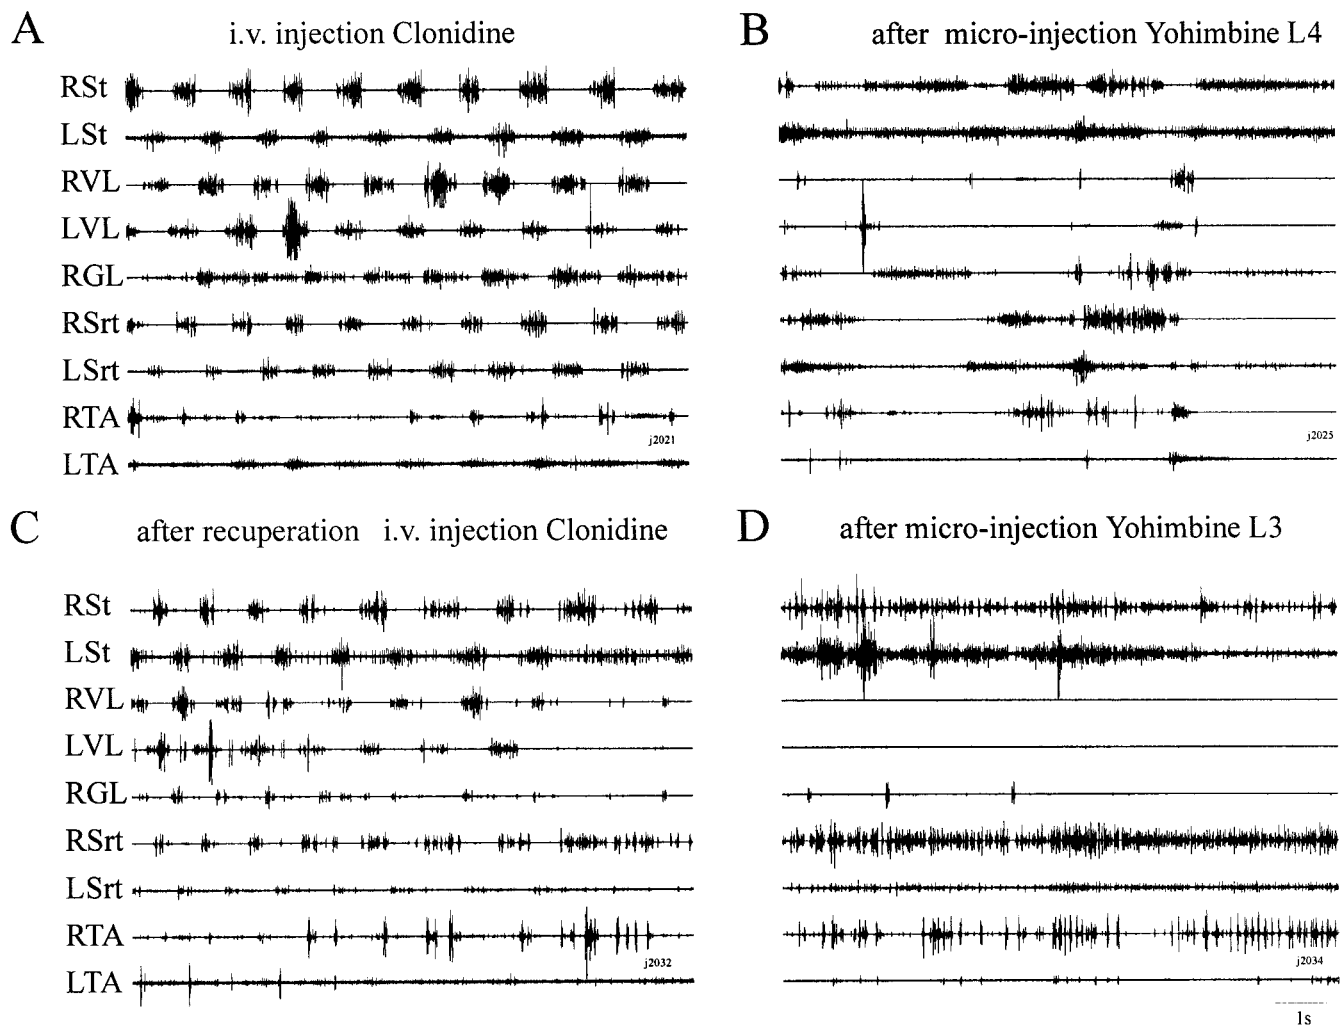 A
i.v. injection Clonidine
B
after micro-injection Yohimbine L4
RSt
LSt
RVL
LVL
RGL
RSrt
LSrt
RTA
j2021
j2025
LTA
C
after recuperation i.v. injection Clonidine
D
after micro-injection Yohimbine L3
RSt
LSt
RVL
LVL
RGL
RSrt
LSrt
RTA
j2032
j2034
LTA
1s